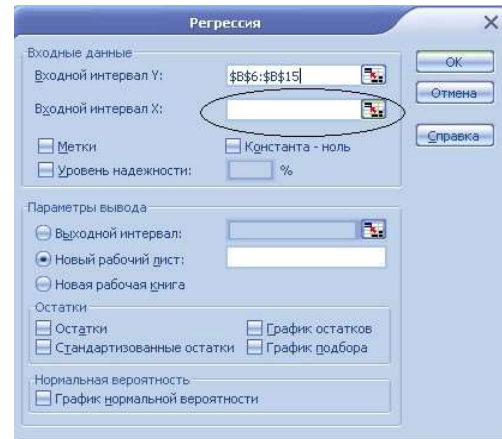 Регрессия
Входные данные
Входной интервал Y: $B$6:$B$15
Входной интервал X:
Метки Константа - ноль
Уровень надежности: %
Параметры вывода
Выходной интервал:
Новый рабочий лист:
Новая рабочая книга
Остатки
Остатки График остатков
Стандартизованные остатки График подбора
Нормальная вероятность
График нормальной вероятности
ОК
Отмена
Справка